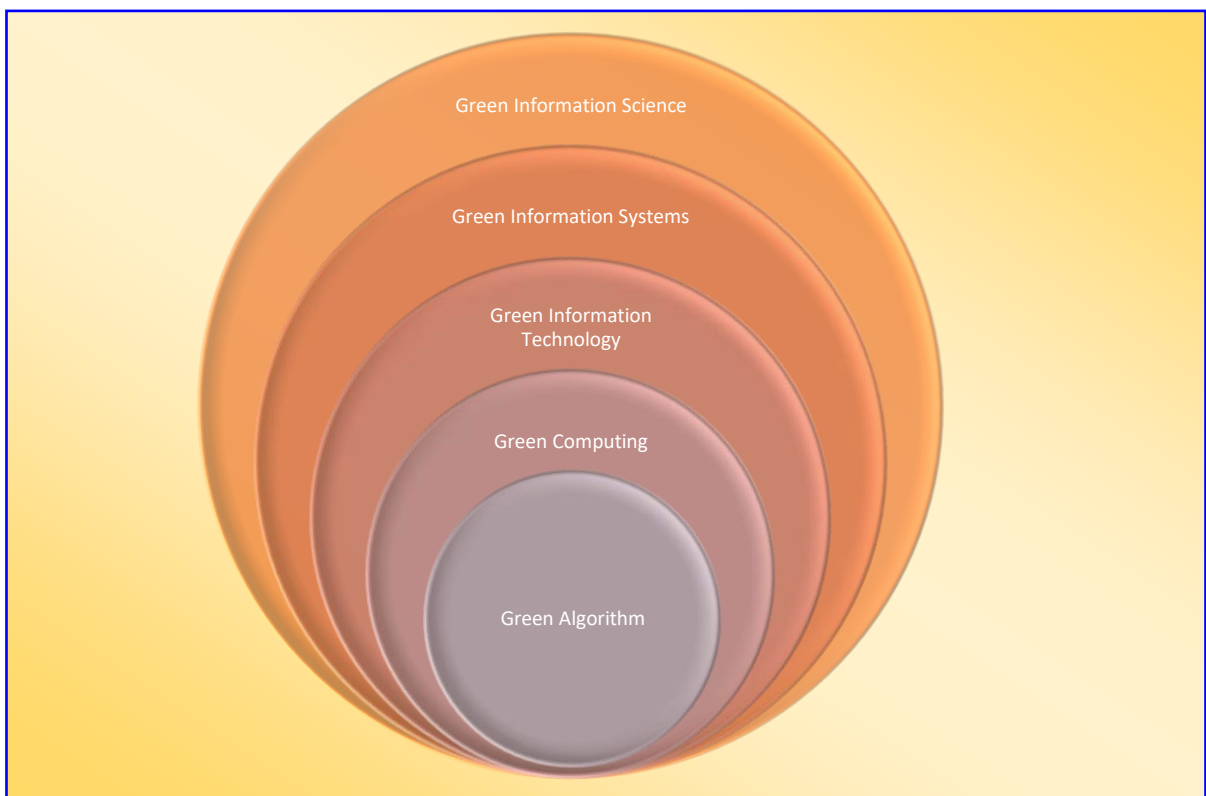 Green Information Science
Green Information Systems
Green Information
Technology
Green Computing
Green Algorithm